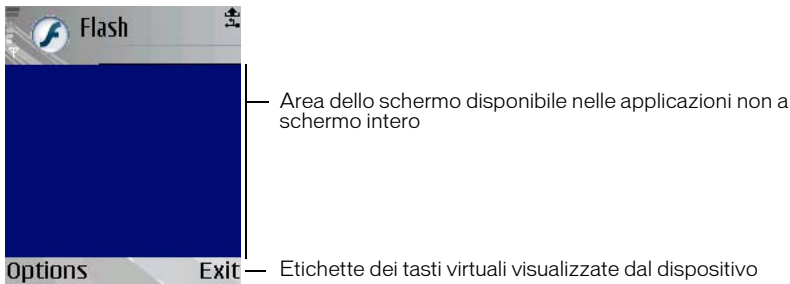 Flash
Area dello schermo disponibile nelle applicazioni non a
schermo intero
Options Exit
Etichette dei tasti virtuali visualizzate dal dispositivo